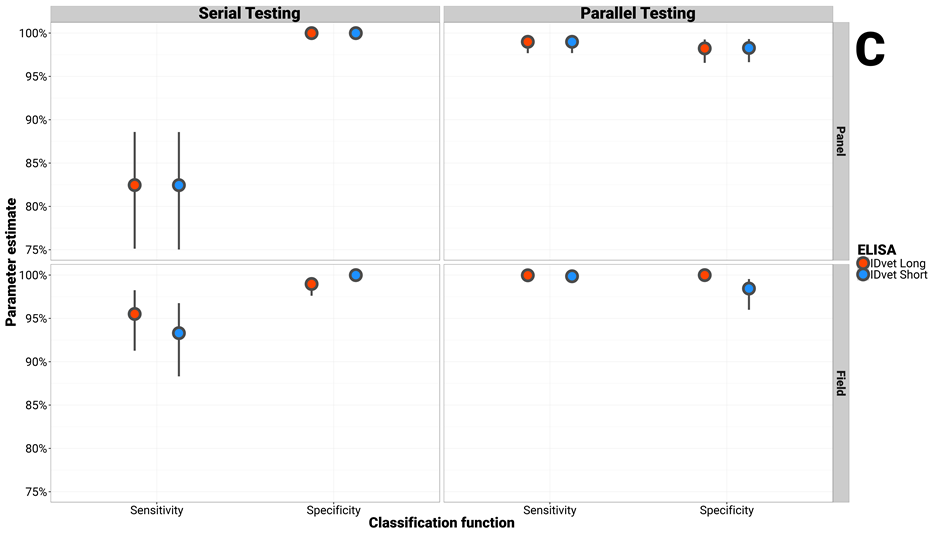 Serial Testing
Parallel Testing
C
100%
95%
90%
85%
80%
75%
Panel
100%
95%
90%
85%
80%
75%
Field
Parameter estimate
Sensitivity
Specificity
Sensitivity
Specificity
Classification function
ELISA
IDvet Long
IDvet Short